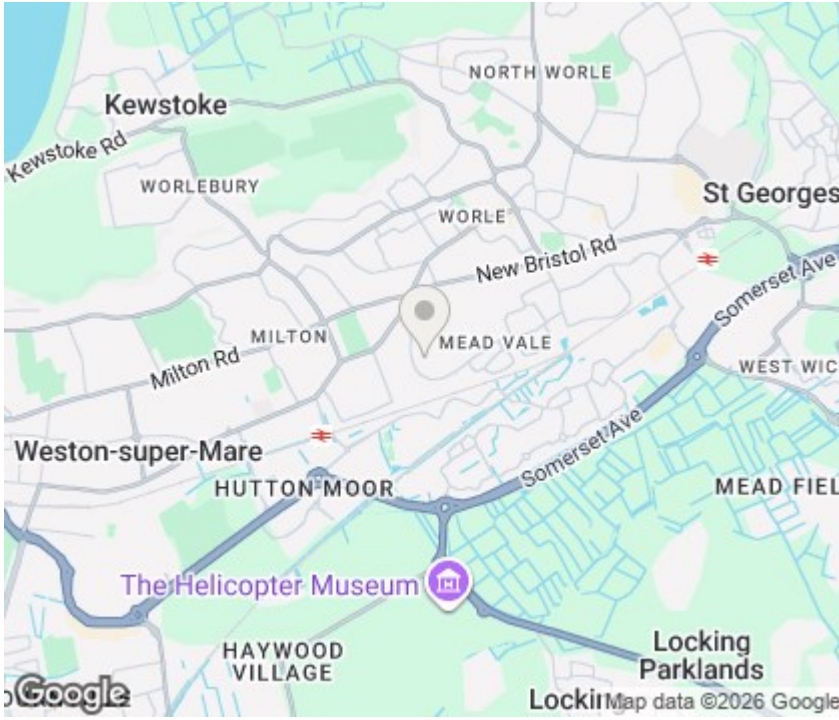 NORTH WORLE
Kewstoke
Kewstoke Rd
WORLEBURY
St Georges
WORLE
New Bristol Rd
Somerset Ave
MILTON
MEAD VALE
Milton Rd
WEST WIC
Weston-super-Mare
Somerset Ave
HUTTON MOOR
MEAD FIEL
The Helicopter Museum
HAYWOOD
VILLAGE
Locking
Parklands
Google
Locking
Map data ©2026 Google